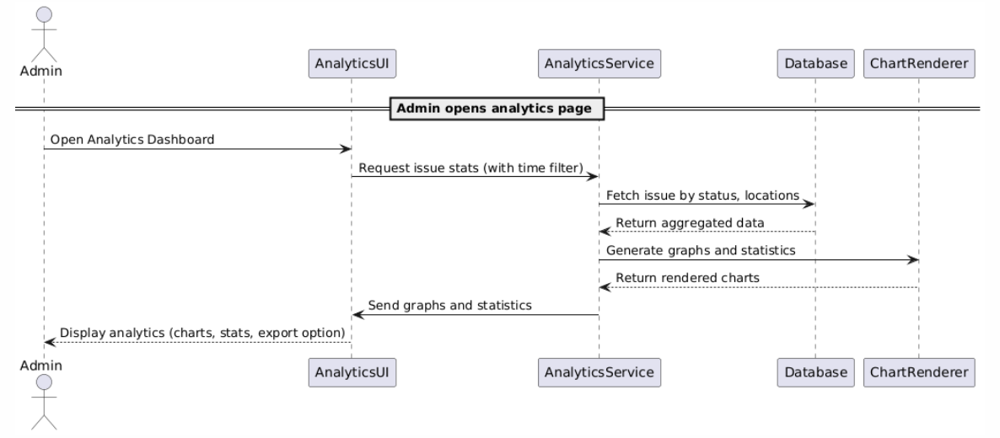 Admin
AnalyticsUI
AnalyticsService
Database
ChartRenderer
Admin opens analytics page
Open Analytics Dashboard
Request issue stats (with time filter)
Fetch issue by status, locations
Return aggregated data
Generate graphs and statistics
Return rendered charts
Send graphs and statistics
Display analytics (charts, stats, export option)
Admin
AnalyticsUI
AnalyticsService
Database
ChartRenderer